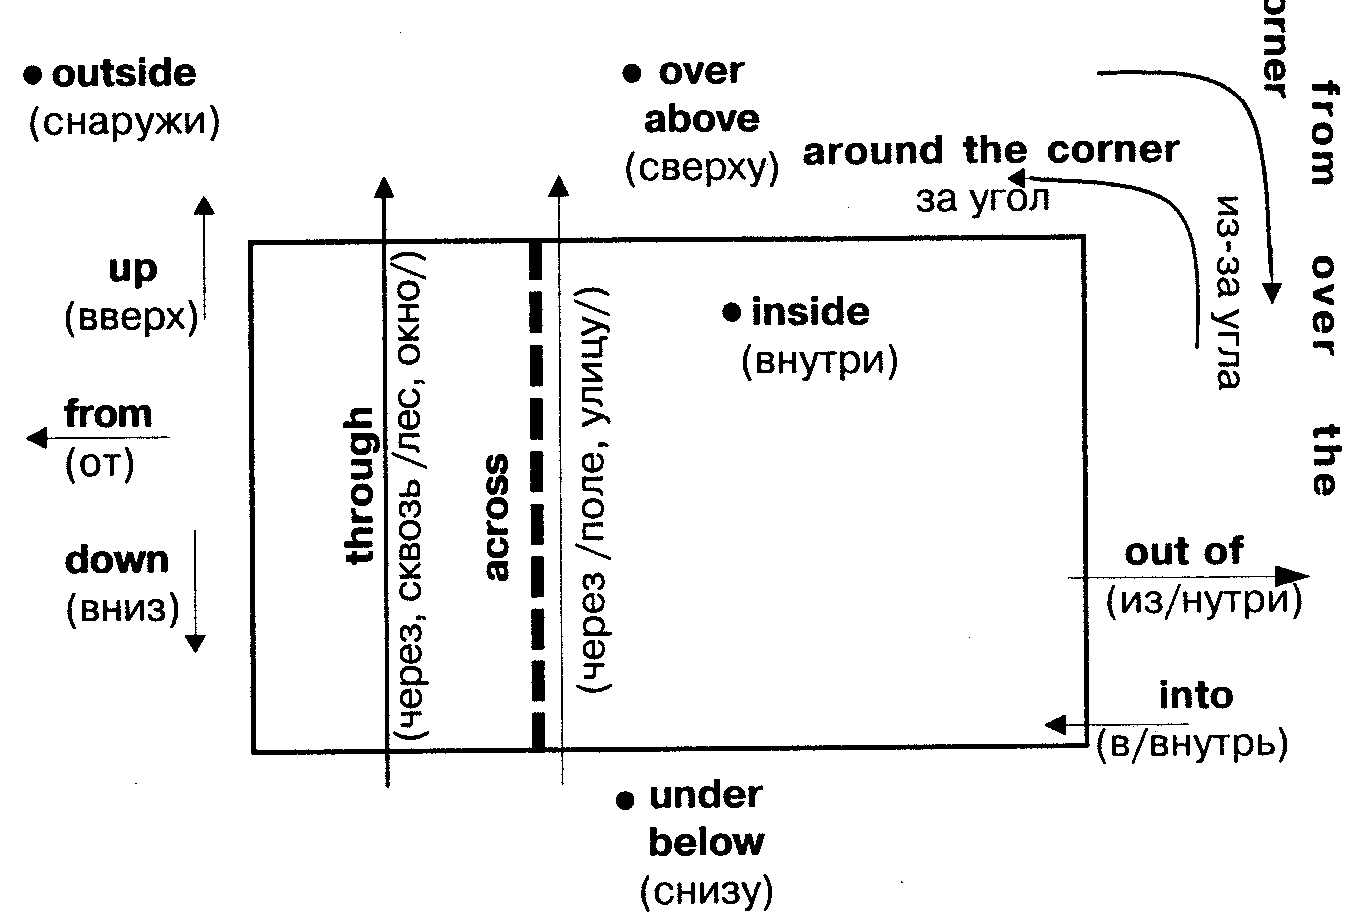 • outside
(снаружи)
• over
above
(сверху)
around the corner
за угол
from over the
orner
из-за угла
up
(вверх)
from
(от)
down
(вниз)
through
(через, сквозь /лес, окно/)
across
(через /поле, улицу/)
• inside
(внутри)
out of
(из/нутри)
into
(в/внутрь)
• under
below
(снизу)